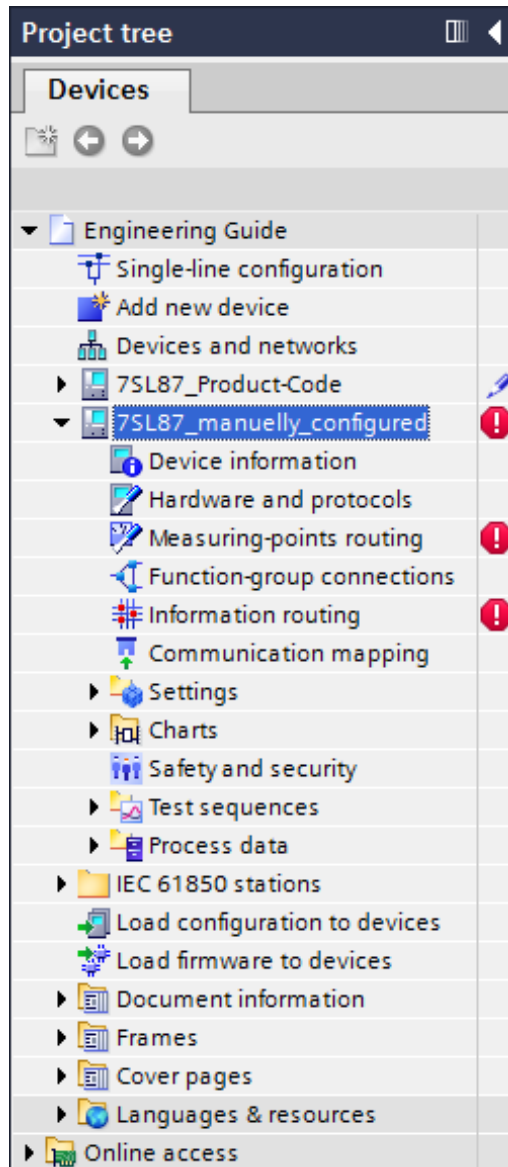 Project tree
Devices
Engineering Guide
Single-line configuration
Add new device
Devices and networks
7SL87_Product-Code
7SL87_manuelly_configured
Device information
Hardware and protocols
Measuring-points routing
Function-group connections
Information routing
Communication mapping
Settings
Charts
Safety and security
Test sequences
Process data
IEC 61850 stations
Load configuration to devices
Load firmware to devices
Document information
Frames
Cover pages
Languages & resources
Online access